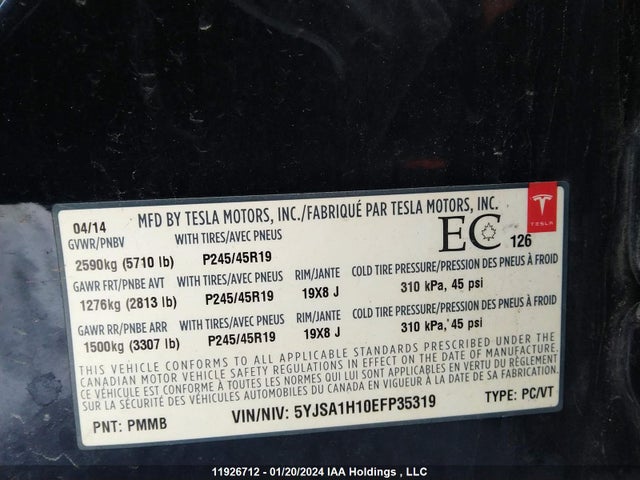 04/14 MFD BY TESLA MOTORS, INC./FABRIQUÉ PAR TESLA MOTORS, INC.
GVWR/PNBV WITH TIRES/AVEC PNEUS EC 126 TESLA
2590kg (5710 lb) P245/45R19
GAWR FRT/PNBE AVT WITH TIRES/AVEC PNEUS RIM/JANTE COLD TIRE PRESSURE/PRESSION DES PNEUS À FROID
1276kg (2813 lb) P245/45R19 19X8 J 310 kPa, 45 psi
GAWR RR/PNBE ARR WITH TIRES/AVEC PNEUS RIM/JANTE COLD TIRE PRESSURE/PRESSION DES PNEUS À FROID
1500kg (3307 lb) P245/45R19 19X8 J 310 kPa, 45 psi
THIS VEHICLE CONFORMS TO ALL APPLICABLE STANDARDS PRESCRIBED UNDER THE
CANADIAN MOTOR VEHICLE SAFETY REGULATIONS IN EFFECT ON THE DATE OF MANUFACTURE.
CE VÉHICULE EST CONFORME À TOUTES LES NORMES QUI LUI SONT APPLICABLES EN VERTU DU RÈGLEMENT
SUR LA SÉCURITÉ DES VÉHICULES AUTOMOBILES DU CANADA EN VIGUEUR À LA DATE DE SA FABRICATION.
PNT: PMMB VIN/NIV: 5YJSA1H10EFP35319 TYPE: PC/VT
11926712 - 01/20/2024 IAA Holdings , LLC